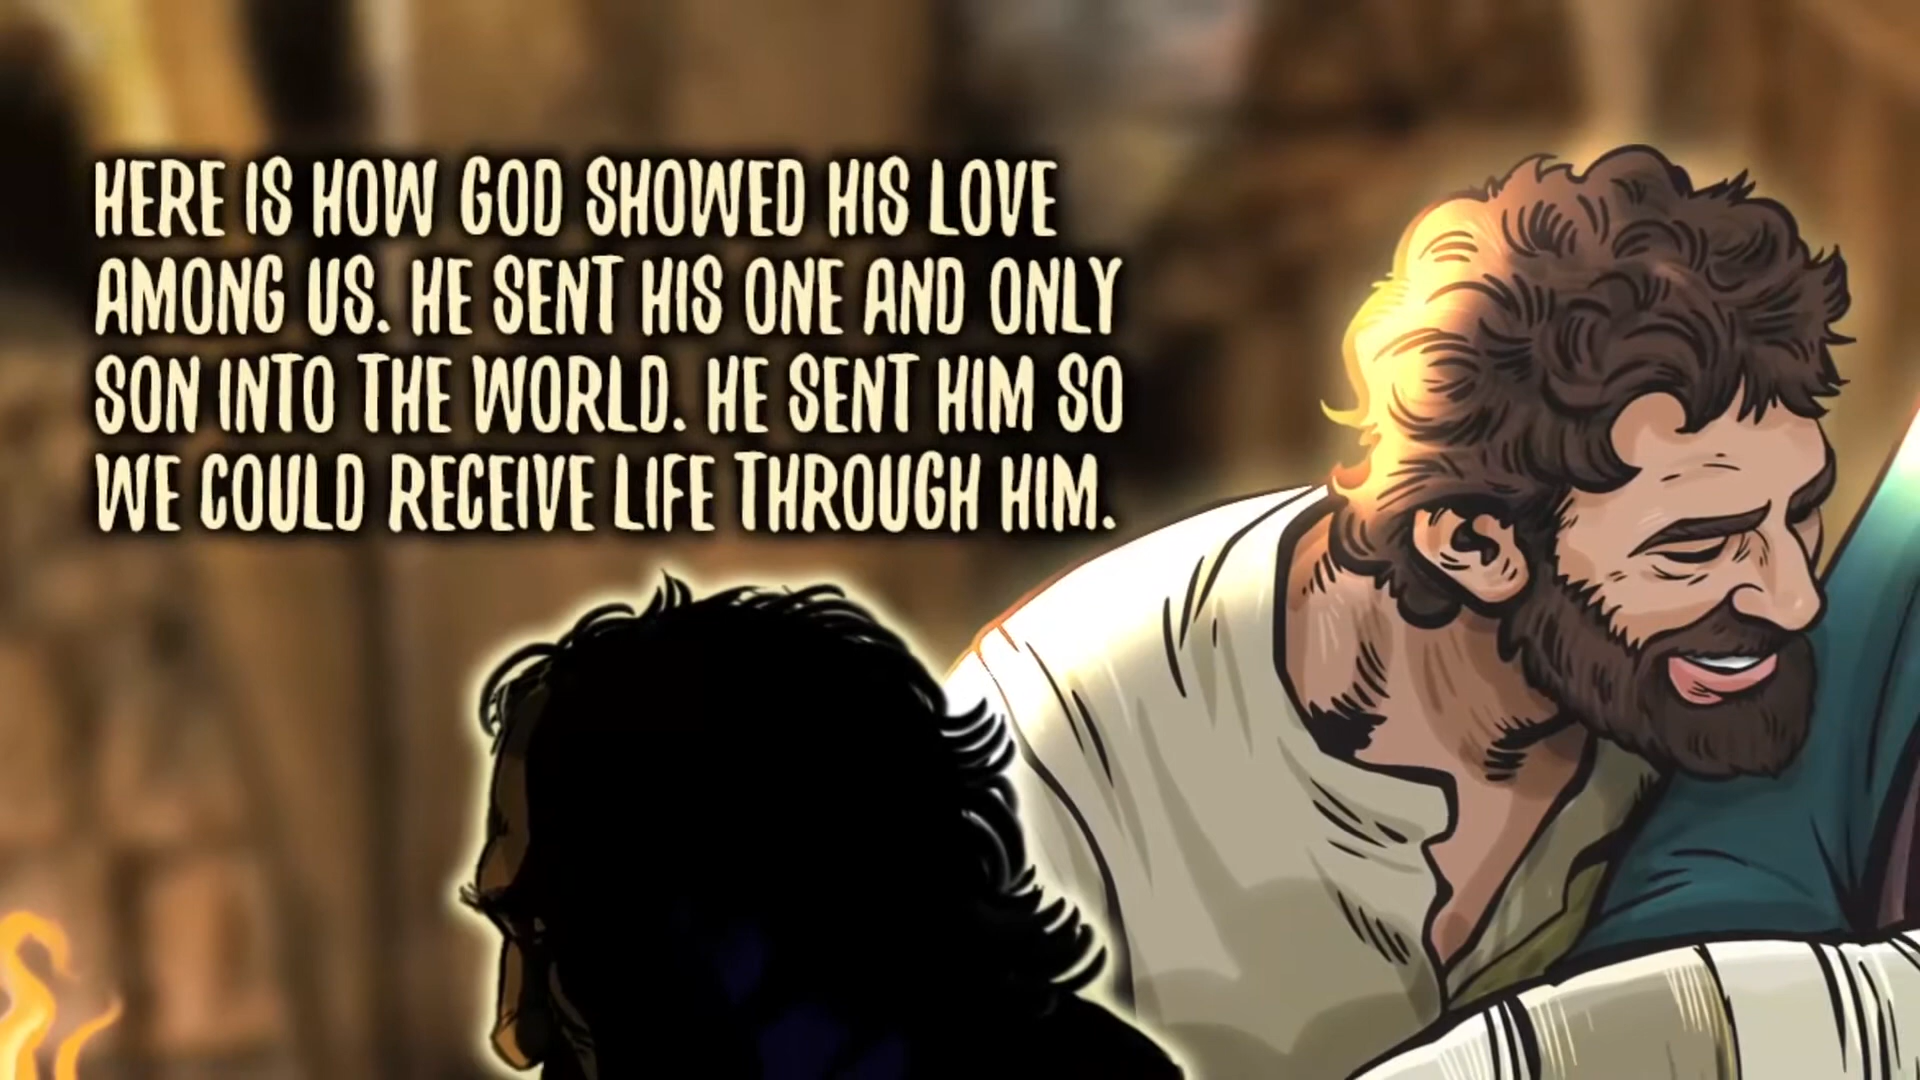 HERE IS HOW GOD SHOWED HIS LOVE
AMONG US. HE SENT HIS ONE AND ONLY
SON INTO THE WORLD. HE SENT HIM SO
WE COULD RECEIVE LIFE THROUGH HIM.